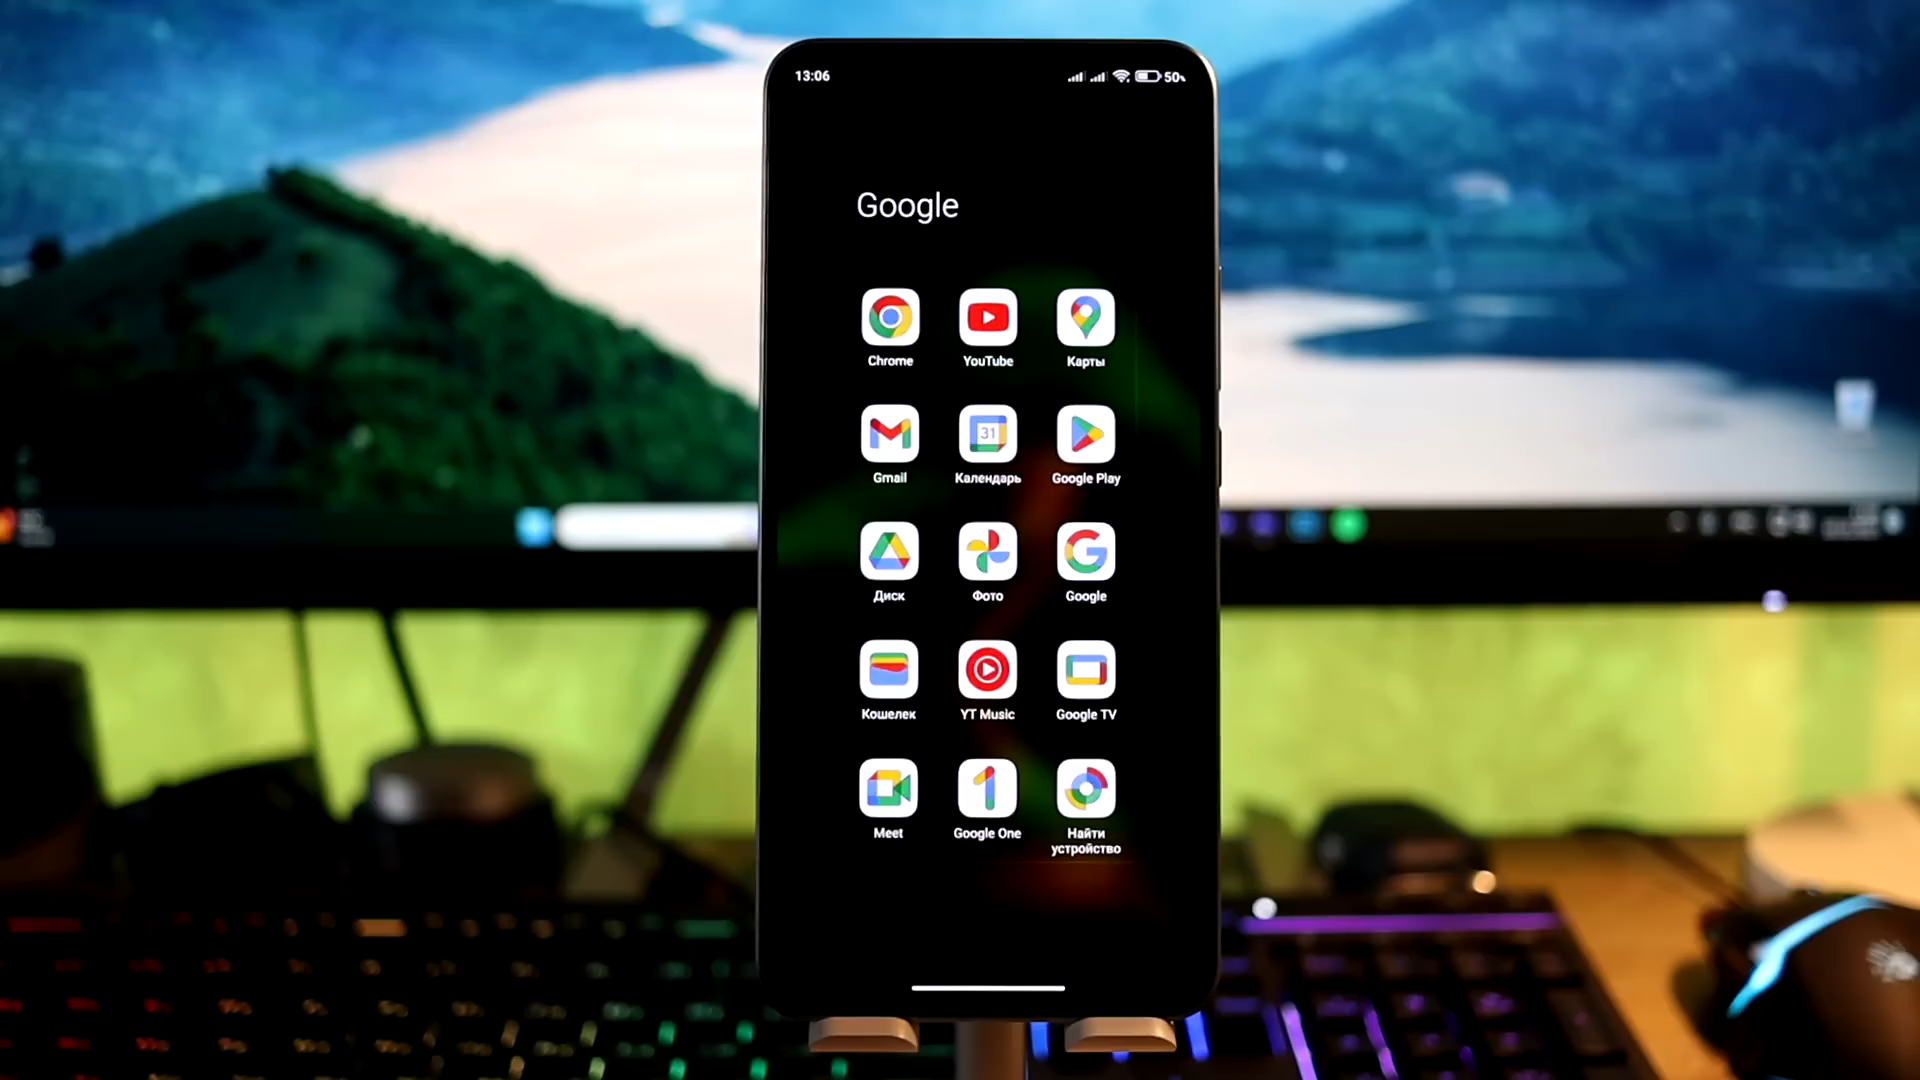 13:06
50%
Google
Chrome
YouTube
Карты
Gmail
31
Календарь
Google Play
Диск
Фото
Google
Кошелек
YT Music
Google TV
Meet
Google One
Найти
устройство